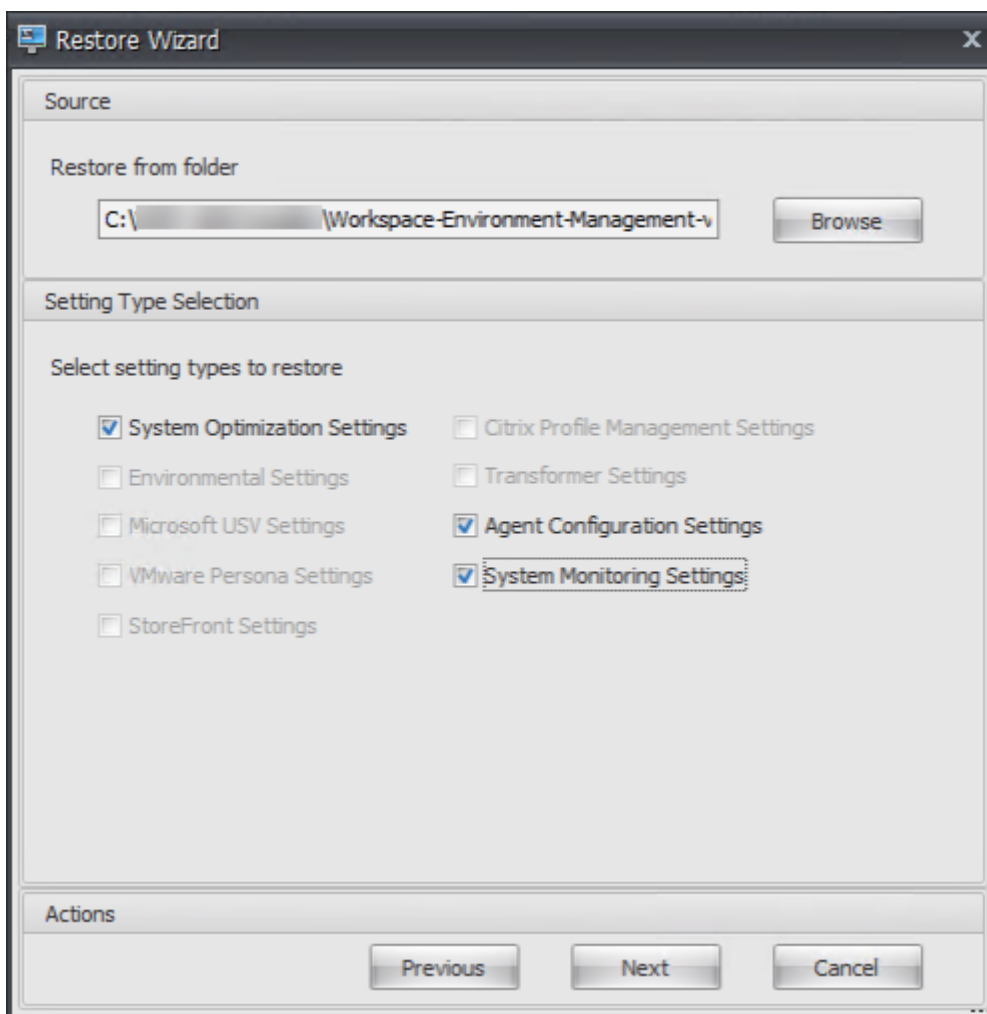 Restore Wizard
Source
Restore from folder
C:\ \Workspace-Environment-Management-v
Browse
Setting Type Selection
Select setting types to restore
System Optimization Settings
Citrix Profile Management Settings
Environmental Settings
Transformer Settings
Microsoft USV Settings
Agent Configuration Settings
VMware Persona Settings
System Monitoring Settings
StoreFront Settings
Actions
Previous
Next
Cancel